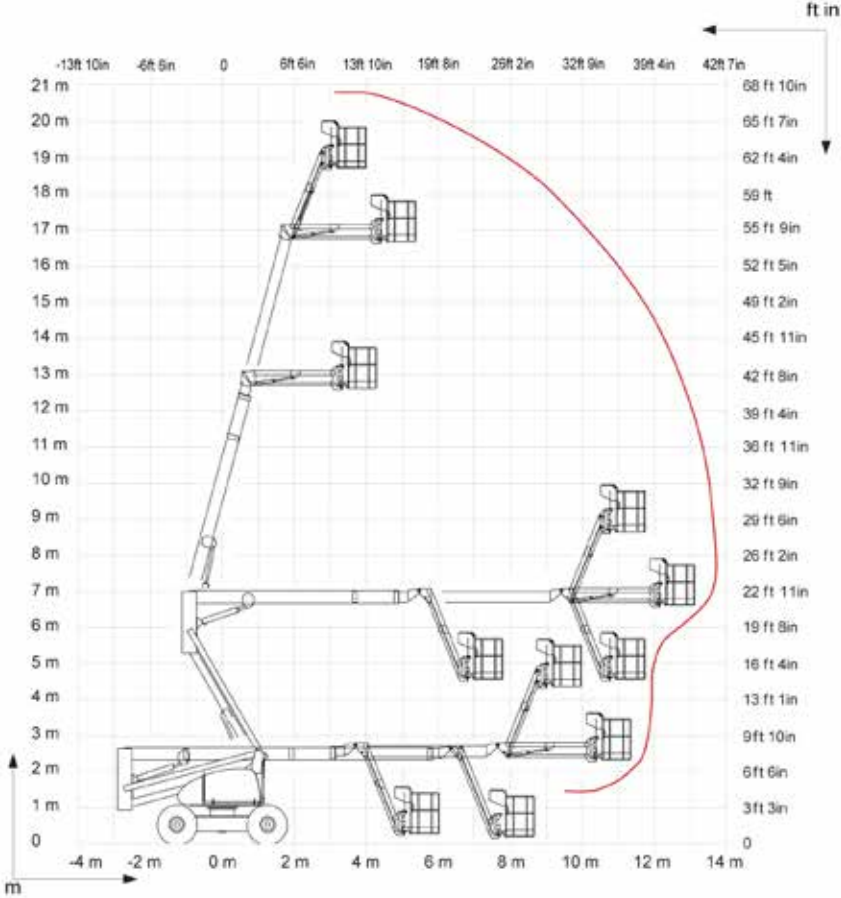 ft in
-13ft 10in -6ft 6in 0 6ft 6in 13ft 10in 19ft 8in 26ft 2in 32ft 9in 39ft 4in 42ft 7in
21 m 68 ft 10in
20 m 65 ft 7in
19 m 62 ft 4in
18 m 59 ft
17 m 55 ft 9in
16 m 52 ft 5in
15 m 49 ft 2in
14 m 45 ft 11in
13 m 42 ft 8in
12 m 39 ft 4in
11 m 36 ft 11in
10 m 32 ft 9in
9 m 29 ft 6in
8 m 26 ft 2in
7 m 22 ft 11in
6 m 19 ft 8in
5 m 16 ft 4in
4 m 13 ft 1in
3 m 9ft 10in
2 m 6ft 6in
1 m 3ft 3in
0 0
-4 m -2 m 0 m 2 m 4 m 6 m 8 m 10 m 12 m 14 m
m